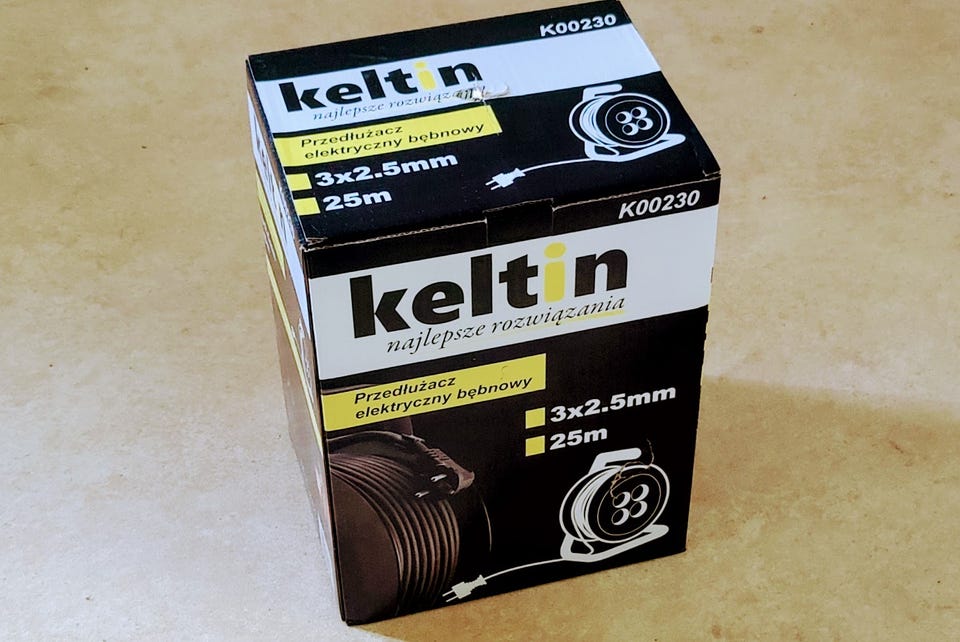 K00230
keltin
najlepsze rozwiązania
Przedłużacz
elektryczny bębnowy
3x2.5mm
25m
K00230
keltin
najlepsze rozwiązania
Przedłużacz
elektryczny bębnowy
3x2.5mm
25m